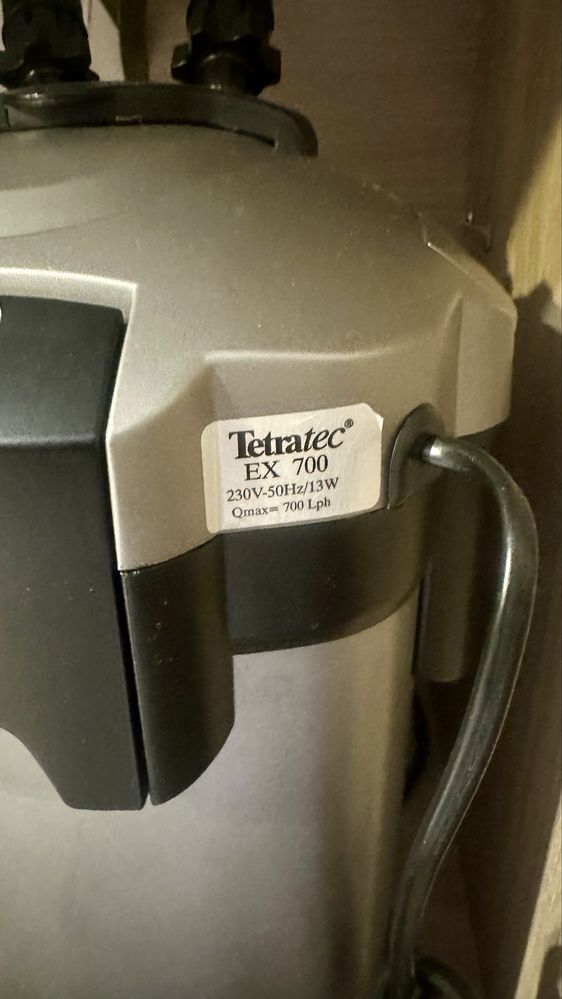 Tetratec®
EX 700
230V-50Hz/13W
Qmax= 700 Lph